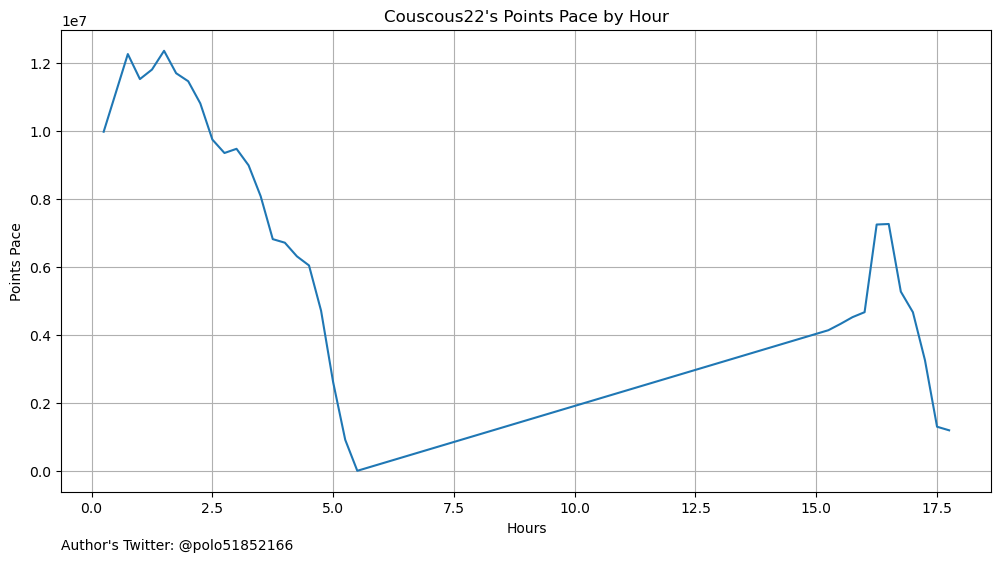 Couscous22's Points Pace by Hour
1e7
1.2
1.0
0.8
0.6
0.4
0.2
0.0
Points Pace
0.0 2.5 5.0 7.5 10.0 12.5 15.0 17.5
Hours
Author's Twitter: @polo51852166